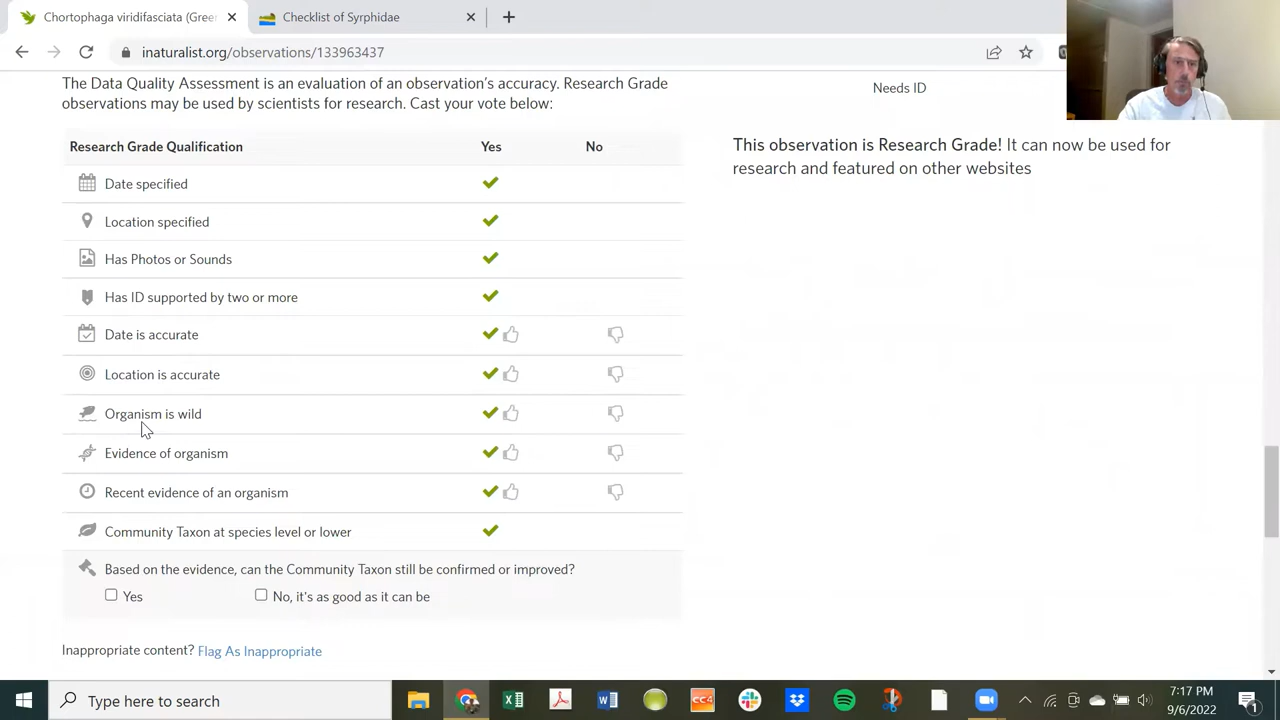 Chortophaga viridifasciata (Gree
Checklist of Syrphidae
inaturalist.org/observations/133963437
The Data Quality Assessment is an evaluation of an observation's accuracy. Research Grade
observations may be used by scientists for research. Cast your vote below:
Needs ID
Research Grade Qualification Yes No
This observation is Research Grade! It can now be used for
research and featured on other websites
Date specified
Location specified
Has Photos or Sounds
Has ID supported by two or more
Date is accurate
Location is accurate
Organism is wild
Evidence of organism
Recent evidence of an organism
Community Taxon at species level or lower
Based on the evidence, can the Community Taxon still be confirmed or improved?
Yes No, it's as good as it can be
Inappropriate content? Flag As Inappropriate
Type here to search
CC4
7:17 PM
9/6/2022
1